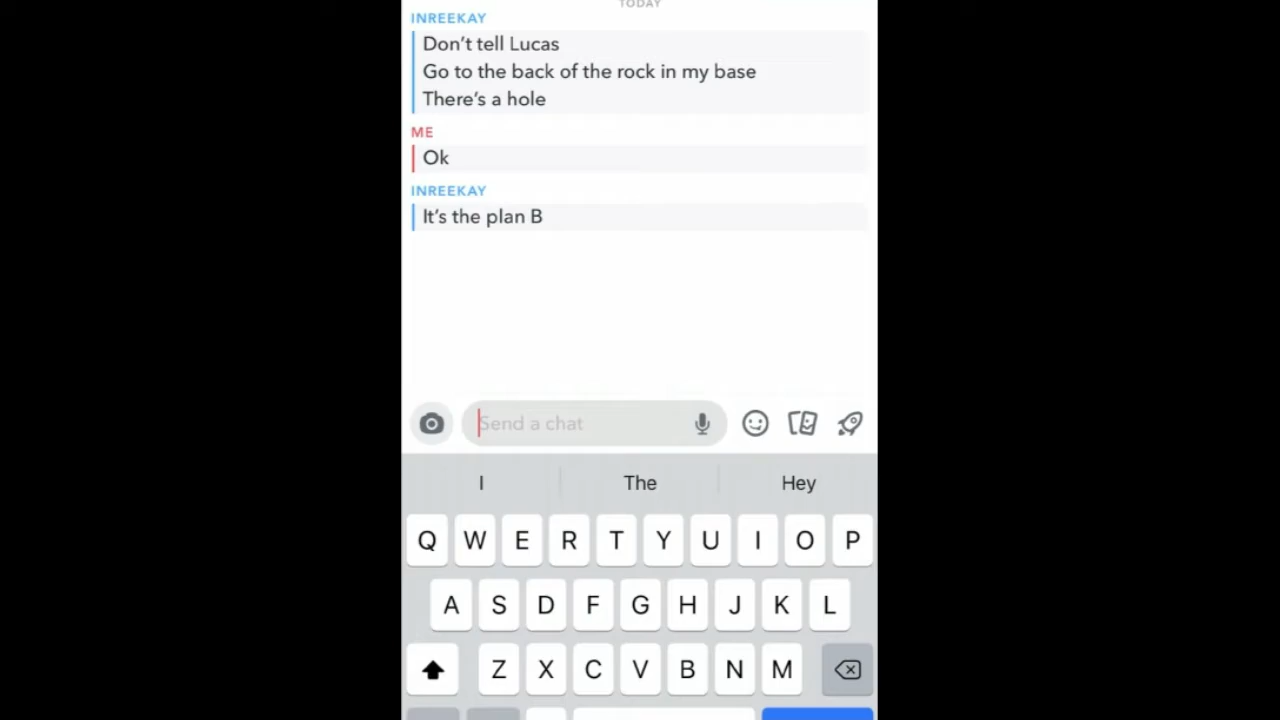 TODAY
INREEKAY
Don't tell Lucas
Go to the back of the rock in my base
There's a hole
ME
Ok
INREEKAY
It's the plan B
Send a chat
I The Hey
Q W E R T Y U I O P
A S D F G H J K L
Z X C V B N M